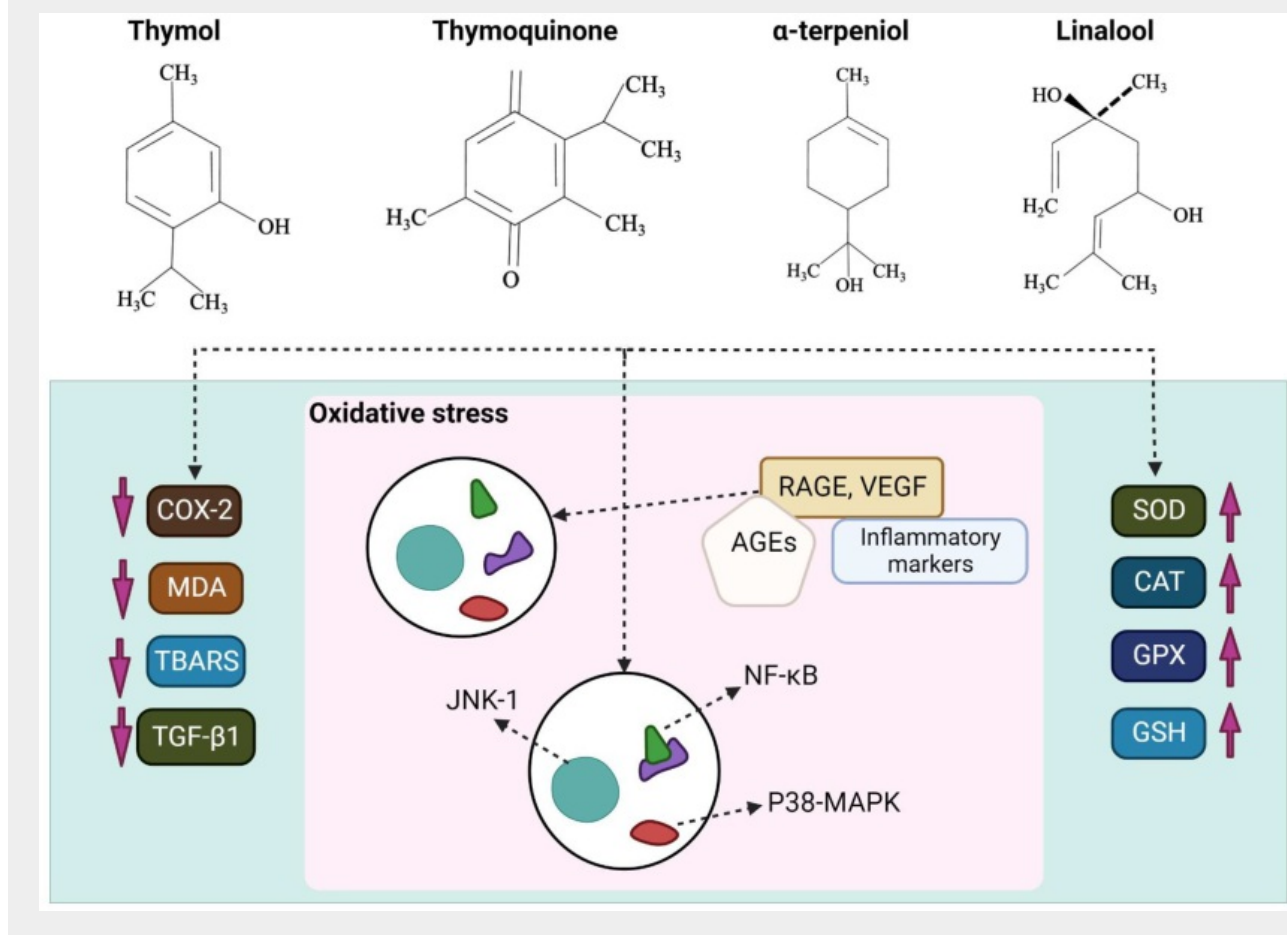 Thymol
Thymoquinone
α-terpeniol
Linalool
CH₃
OH
H₃C
CH₃
CH₃
CH₃
H₃C
CH₃
O
CH₃
H₃C
CH₃
OH
HO
CH₃
H₂C
OH
H₃C
CH₃
Oxidative stress
COX-2
MDA
TBARS
TGF-β1
RAGE, VEGF
AGEs
Inflammatory
markers
JNK-1
NF-κB
P38-MAPK
SOD
CAT
GPX
GSH